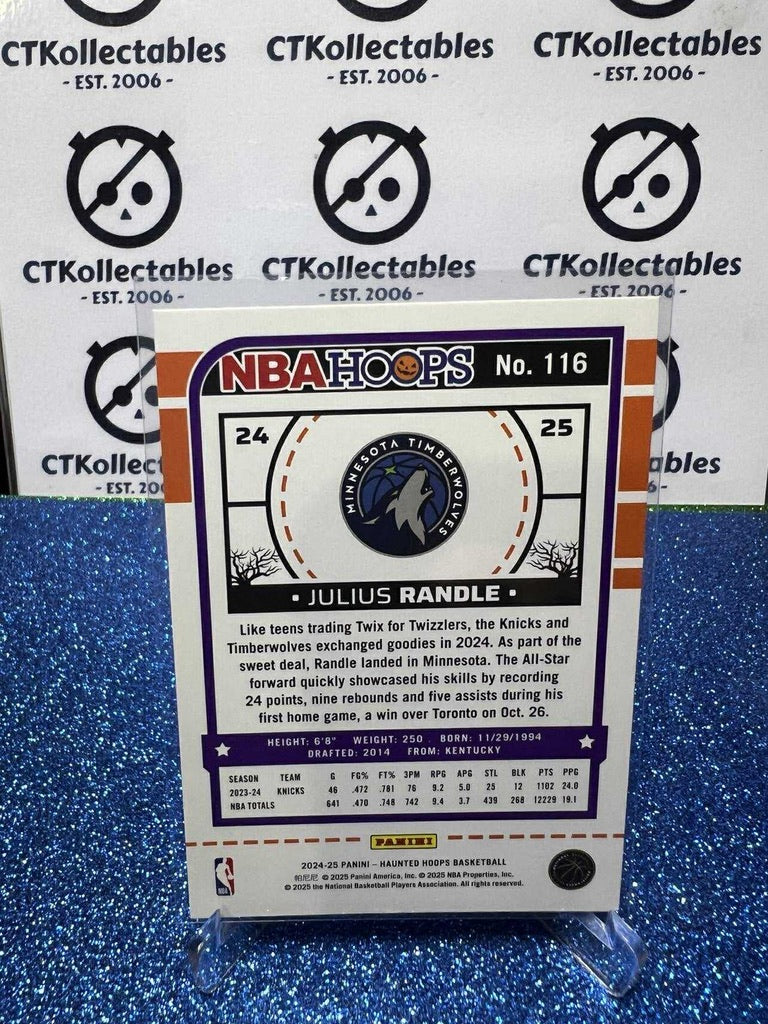 CTKollectables CTKollectables CTKollectables
- EST. 2006 - - EST. 2006 - - EST. 2006 -
CTKollectables CTKollectables CTKollectables
- EST. 2006 - - EST. 2006 - - EST. 2006 -
CTKollect
- EST. 20
bles
6 -
NBA HOOPS No. 116
24 25
MINNESOTA TIMBERWOLVES
• JULIUS RANDLE •
Like teens trading Twix for Twizzlers, the Knicks and
Timberwolves exchanged goodies in 2024. As part of the
sweet deal, Randle landed in Minnesota. The All-Star
forward quickly showcased his skills by recording
24 points, nine rebounds and five assists during his
first home game, a win over Toronto on Oct. 26.
HEIGHT: 6'8" WEIGHT: 250 . BORN: 11/29/1994
DRAFTED: 2014 FROM: KENTUCKY
SEASON TEAM G FG% FT% 3PM RPG APG STL BLK PTS PPG
2023-24 KNICKS 46 .472 .781 76 9.2 5.0 25 12 1102 24.0
NBA TOTALS 641 .470 .748 742 9.4 3.7 439 268 12229 19.1
PANINI
2024-25 PANINI – HAUNTED HOOPS BASKETBALL
帕尼尼 © 2025 Panini America, Inc. © 2025 NBA Properties, Inc.
© 2025 the National Basketball Players Association. All rights reserved.